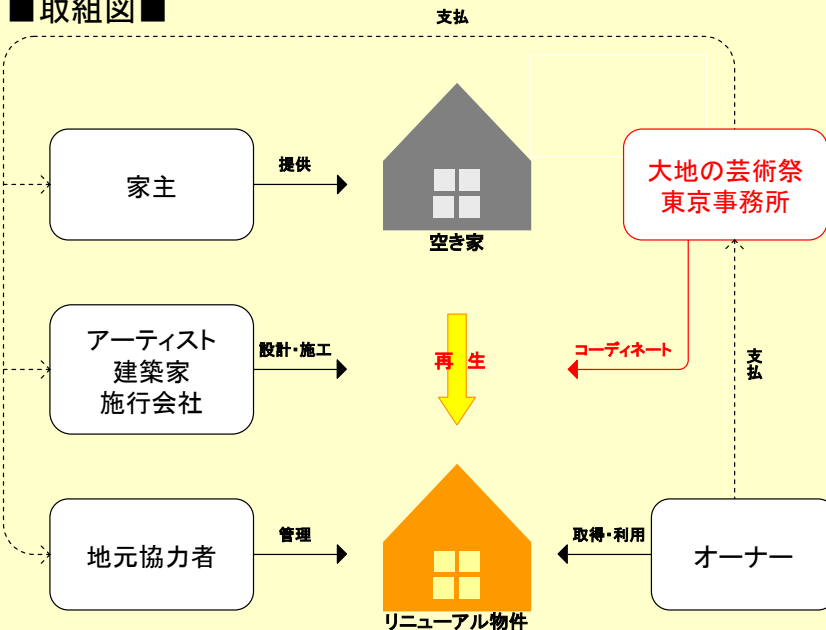 ■取組図■
支払
家主
提供
空き家
大地の芸術祭
東京事務所
アーティスト
建築家
施行会社
設計・施工
再生
コーディネート
支払
地元協力者
管理
リニューアル物件
取得・利用
オーナー